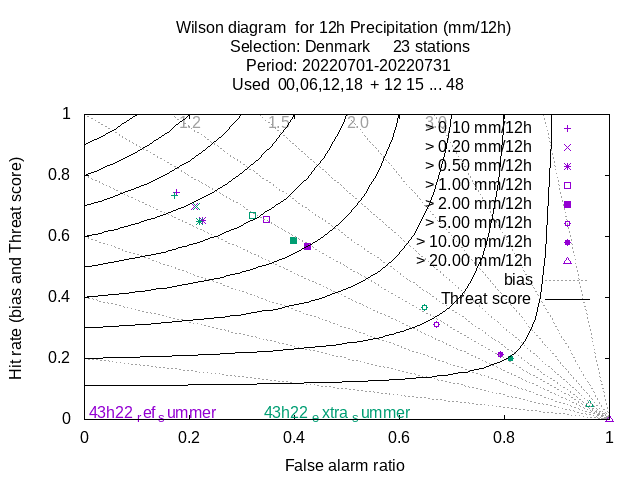 Wilson diagram for 12h Precipitation (mm/12h)
Selection: Denmark 23 stations
Period: 20220701-20220731
Used 00,06,12,18 + 12 15 ... 48
Hit rate (bias and Threat score)
1
0.8
0.6
0.4
0.2
0
1.2
1.5
2.0
3.0
> 0.10 mm/12h
> 0.20 mm/12h
> 0.50 mm/12h
> 1.00 mm/12h
> 2.00 mm/12h
> 5.00 mm/12h
> 10.00 mm/12h
> 20.00 mm/12h
bias
Threat score
43h22 ref summer 43h22 extra summer
0 0.2 0.4 0.6 0.8 1
False alarm ratio